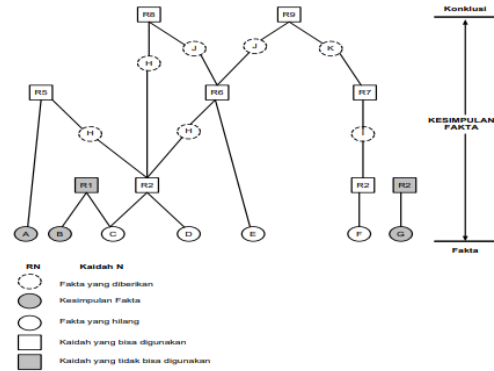 R8 R9 Konklusi
J J K
H
R5 R6 R7 KESIMPULAN
FAKTA
H H I
R1 R2 R2 R2
A B C D E F G
Fakta
RN Kaidah N
Fakta yang diberikan
Kesimpulan Fakta
Fakta yang hilang
Kaidah yang bisa digunakan
Kaidah yang tidak bisa digunakan